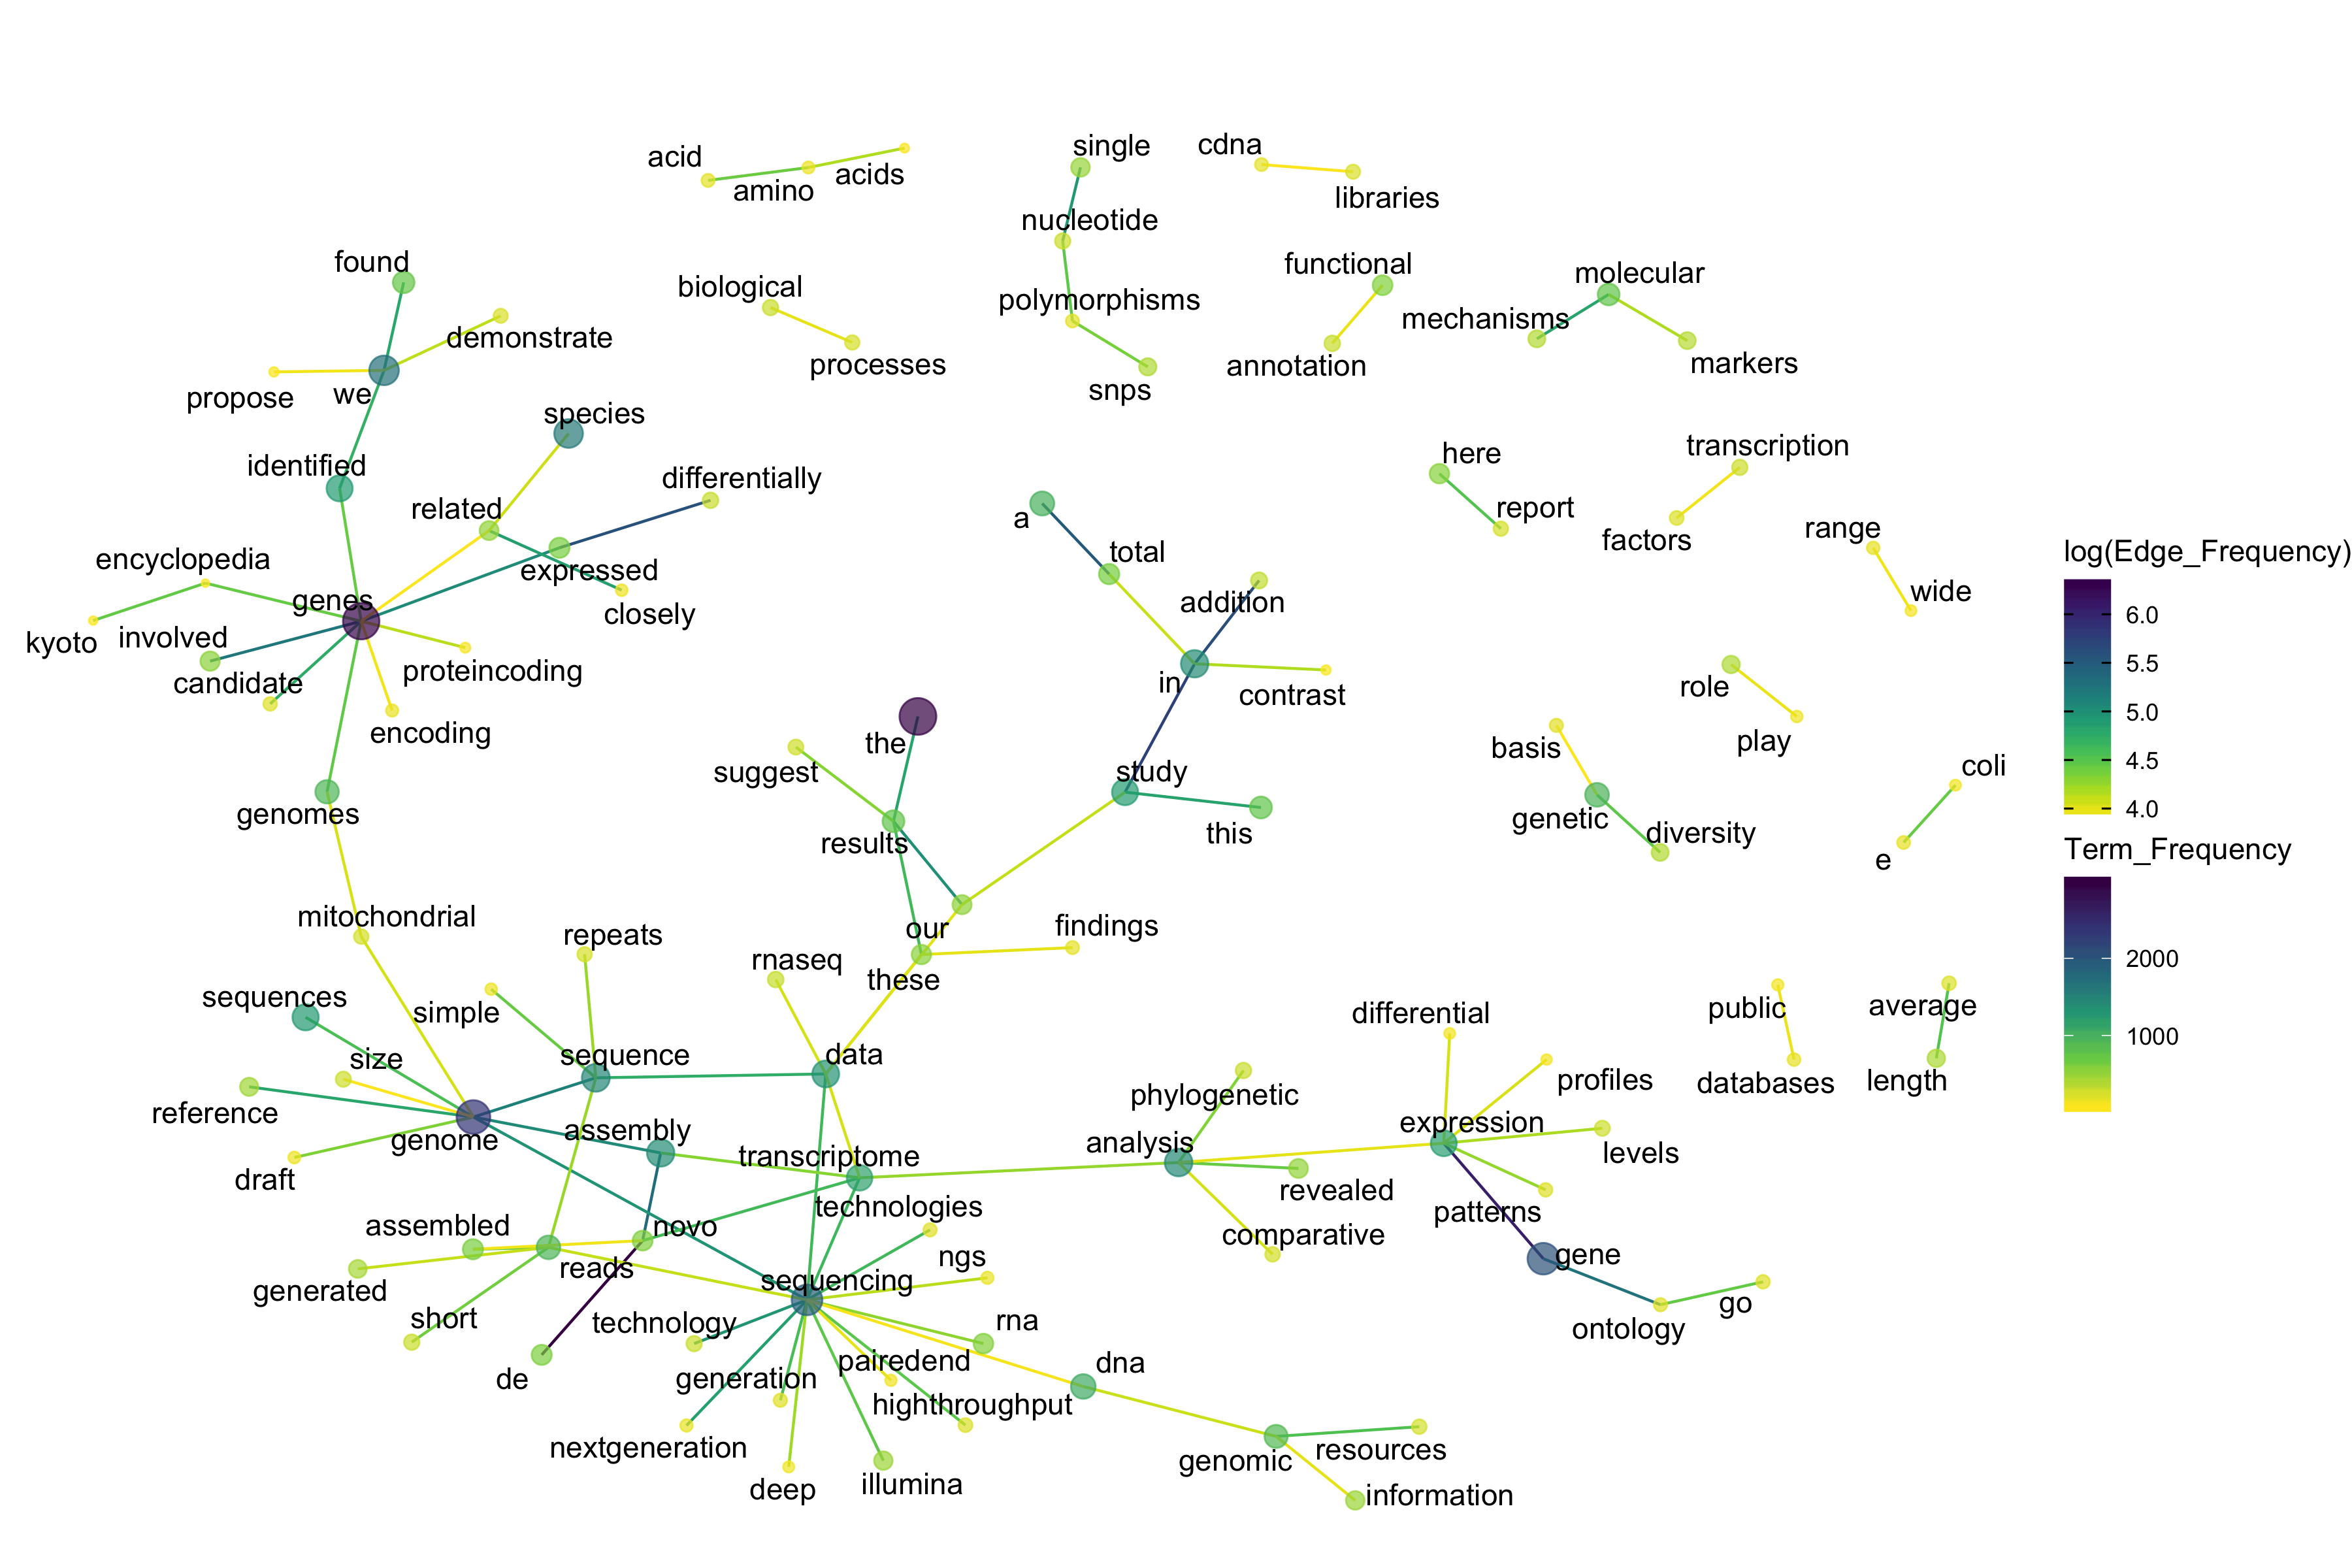 single
cdna
acid
acids
amino
libraries
nucleotide
found
functional
molecular
biological
polymorphisms
mechanisms
demonstrate
processes
annotation
markers
snps
propose
we
species
transcription
identified
differentially
here
related
a
report
range
factors
total
log(Edge_Frequency)
encyclopedia
expressed
wide
genes
addition
closely
6.0
kyoto
involved
proteincoding
5.5
candidate
in
contrast
role
5.0
encoding
the
basis
play
suggest
study
coli
4.5
genomes
genetic
this
diversity
4.0
results
e
Term_Frequency
mitochondrial
our
findings
repeats
rnaseq
2000
these
sequences
simple
differential
public
average
1000
size
sequence
data
profiles
databases
length
reference
phylogenetic
genome
assembly
analysis
expression
transcriptome
levels
draft
revealed
technologies
patterns
assembled
novo
comparative
ngs
gene
reads
sequencing
generated
short
technology
rna
go
ontology
de
generation
pairedend
dna
highthroughput
nextgeneration
genomic
resources
deep
illumina
information